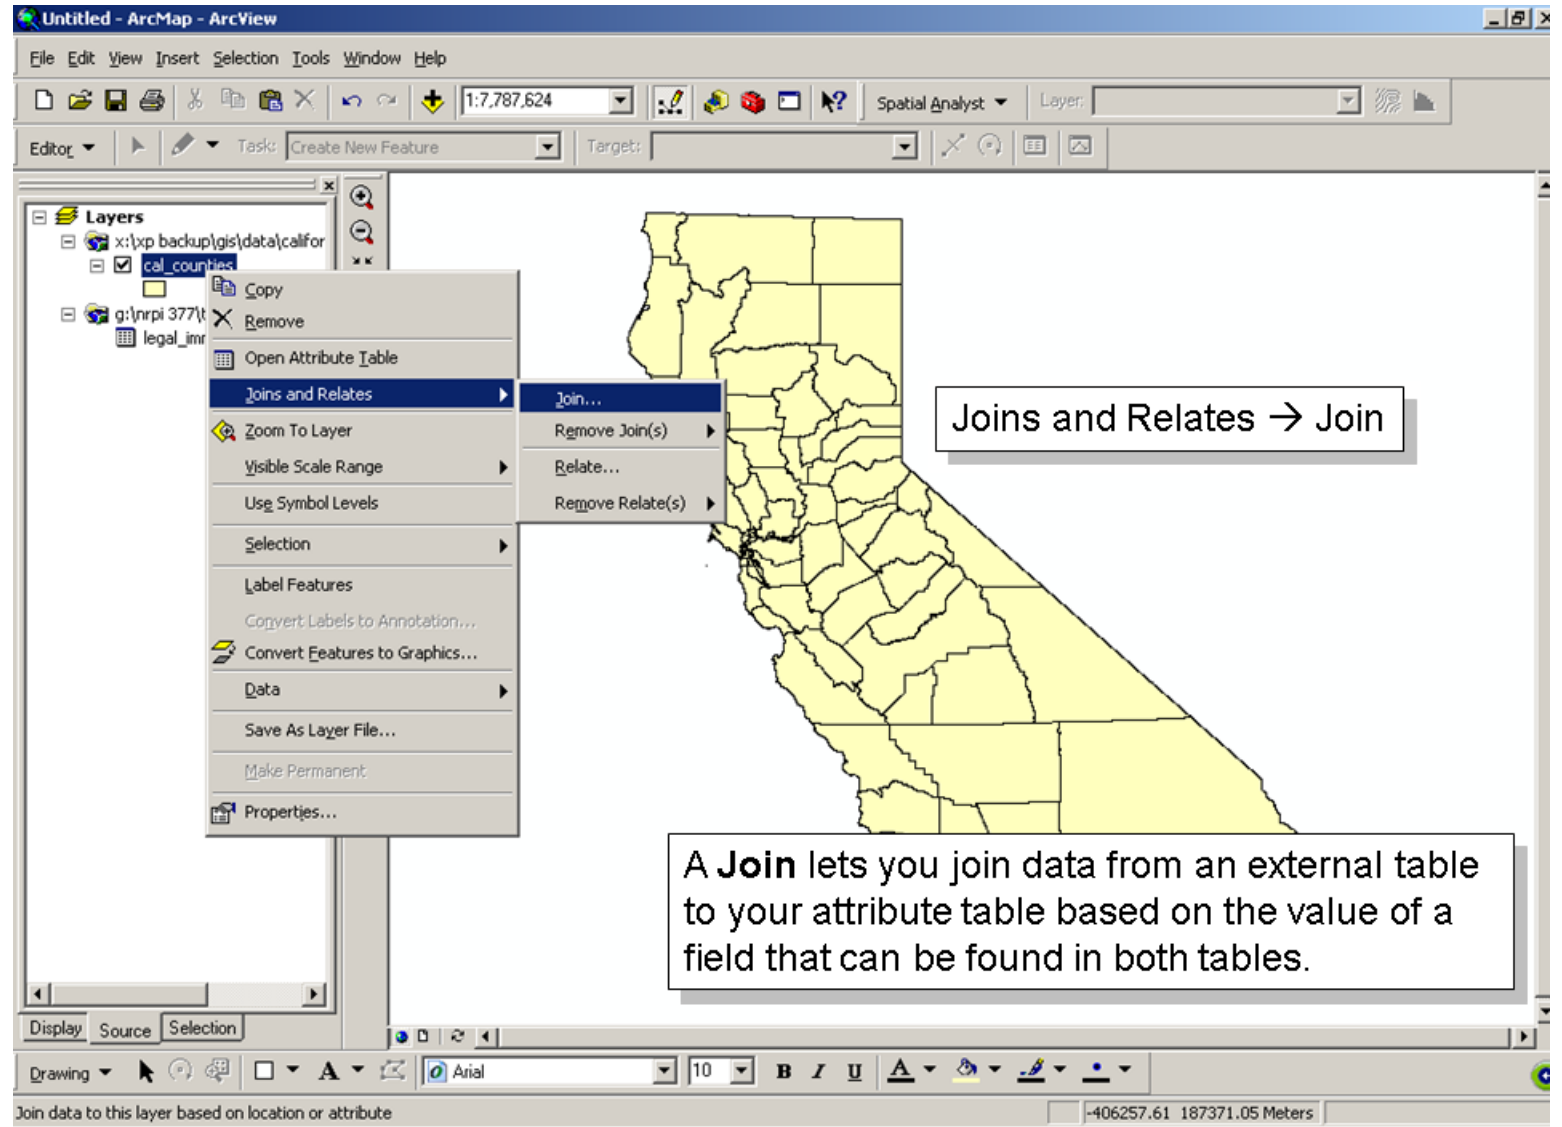 Untitled - ArcMap - ArcView
File Edit View Insert Selection Tools Window Help
1:7,787,624
Spatial Analyst
Layer:
Editor
Task: Create New Feature
Target:
Layers
x:\xp backup\gis\data\califor
cal_counties
g:\nrpi 377\
legal_imr
Copy
Remove
Open Attribute Table
Joins and Relates
Zoom To Layer
Visible Scale Range
Use Symbol Levels
Selection
Label Features
Convert Labels to Annotation...
Convert Features to Graphics...
Data
Save As Layer File...
Make Permanent
Properties...
Join...
Remove Join(s)
Relate...
Remove Relate(s)
Joins and Relates → Join
A Join lets you join data from an external table
to your attribute table based on the value of a
field that can be found in both tables.
Display Source Selection
Drawing
A
Arial
10
B I U A
Join data to this layer based on location or attribute
-406257.61 187371.05 Meters